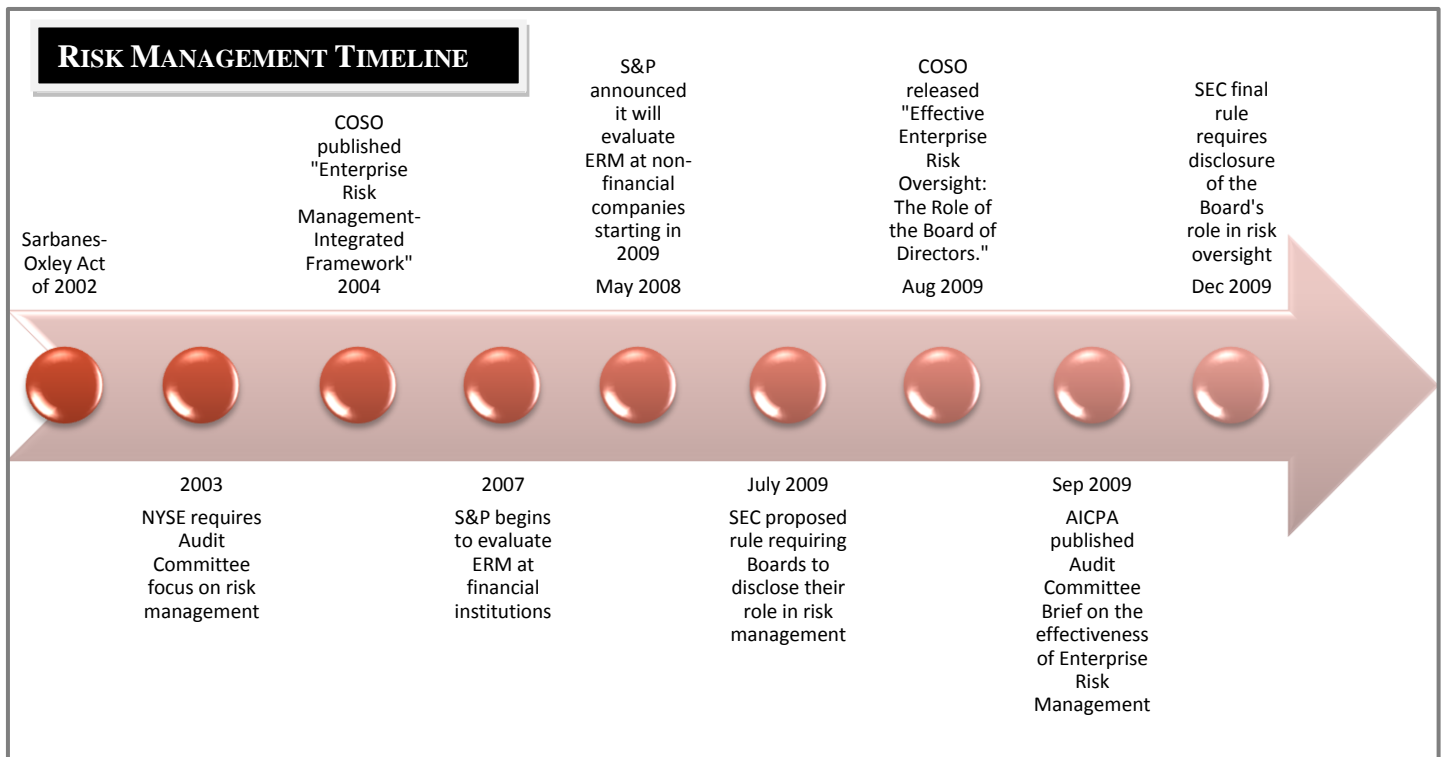 RISK MANAGEMENT TIMELINE
Sarbanes-
Oxley Act
of 2002
2003
NYSE requires
Audit
Committee
focus on risk
management
COSO
published
"Enterprise
Risk
Management-
Integrated
Framework"
2004
2007
S&P begins
to evaluate
ERM at
financial
institutions
S&P
announced
it will
evaluate
ERM at non-
financial
companies
starting in
2009
May 2008
July 2009
SEC proposed
rule requiring
Boards to
disclose their
role in risk
management
COSO
released
"Effective
Enterprise
Risk
Oversight:
The Role of
the Board of
Directors."
Aug 2009
Sep 2009
AICPA
published
Audit
Committee
Brief on the
effectiveness
of Enterprise
Risk
Management
SEC final
rule
requires
disclosure
of the
Board's
role in risk
oversight
Dec 2009